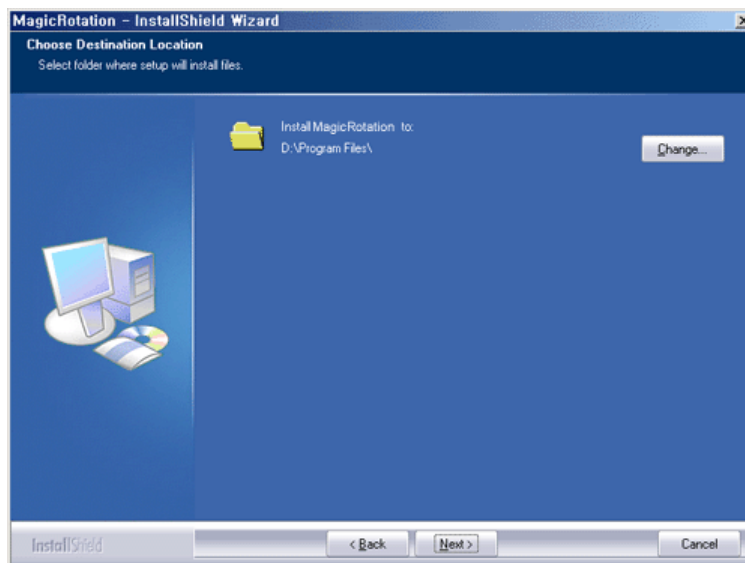 MagicRotation - InstallShield Wizard
Choose Destination Location
Select folder where setup will install files.
Install MagicRotation to:
D:\Program Files\
Change...
InstallShield
< Back
Next >
Cancel